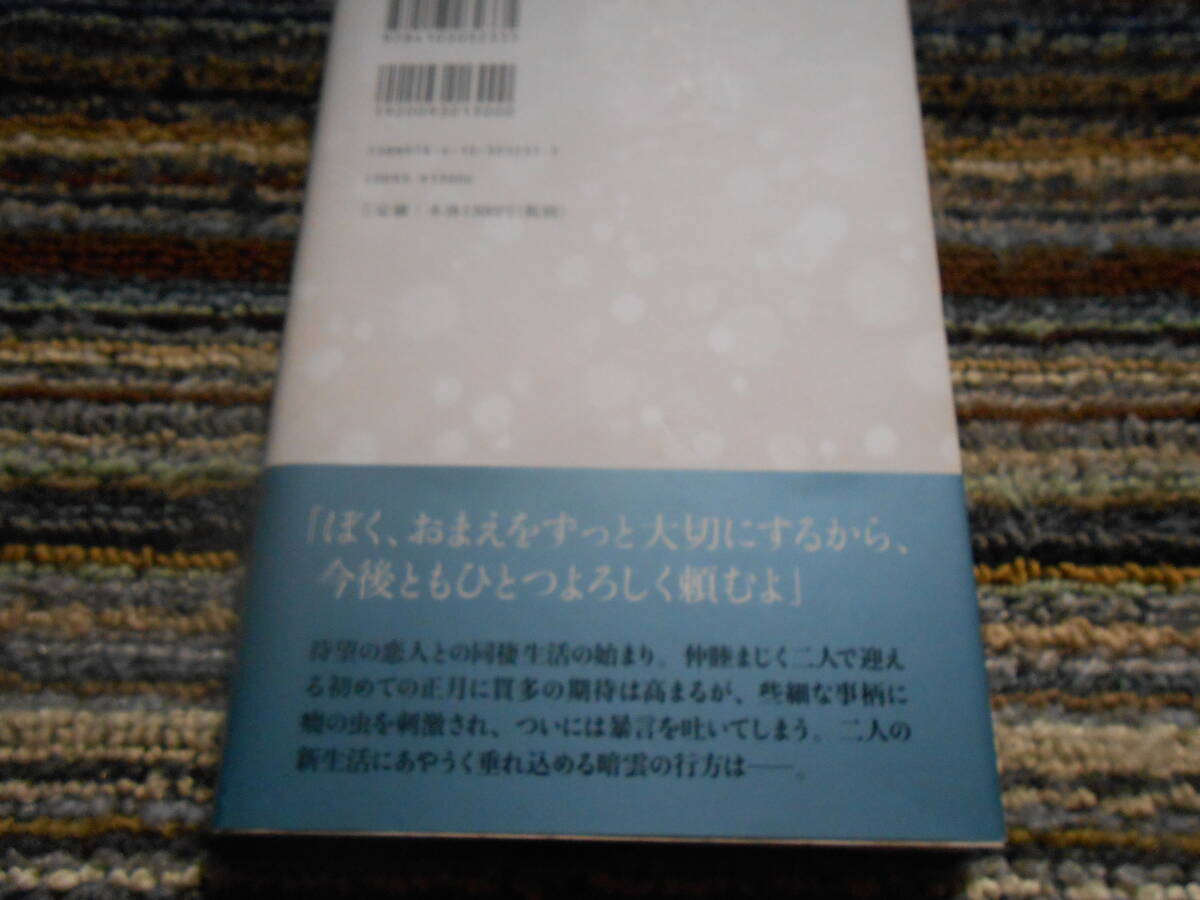 「ぼく、おまえをずっと大切にするから、
今後ともひとつよろしく頼むよ」
待望の恋人との同棲生活の始まり。仲睦まじく二人で迎え
る初めての正月に貫多の期待は高まるが、些細な事柄に
癇の虫を刺激され、ついには暴言を吐いてしまう。二人の
新生活にあやうく垂れ込める暗雲の行方は――。